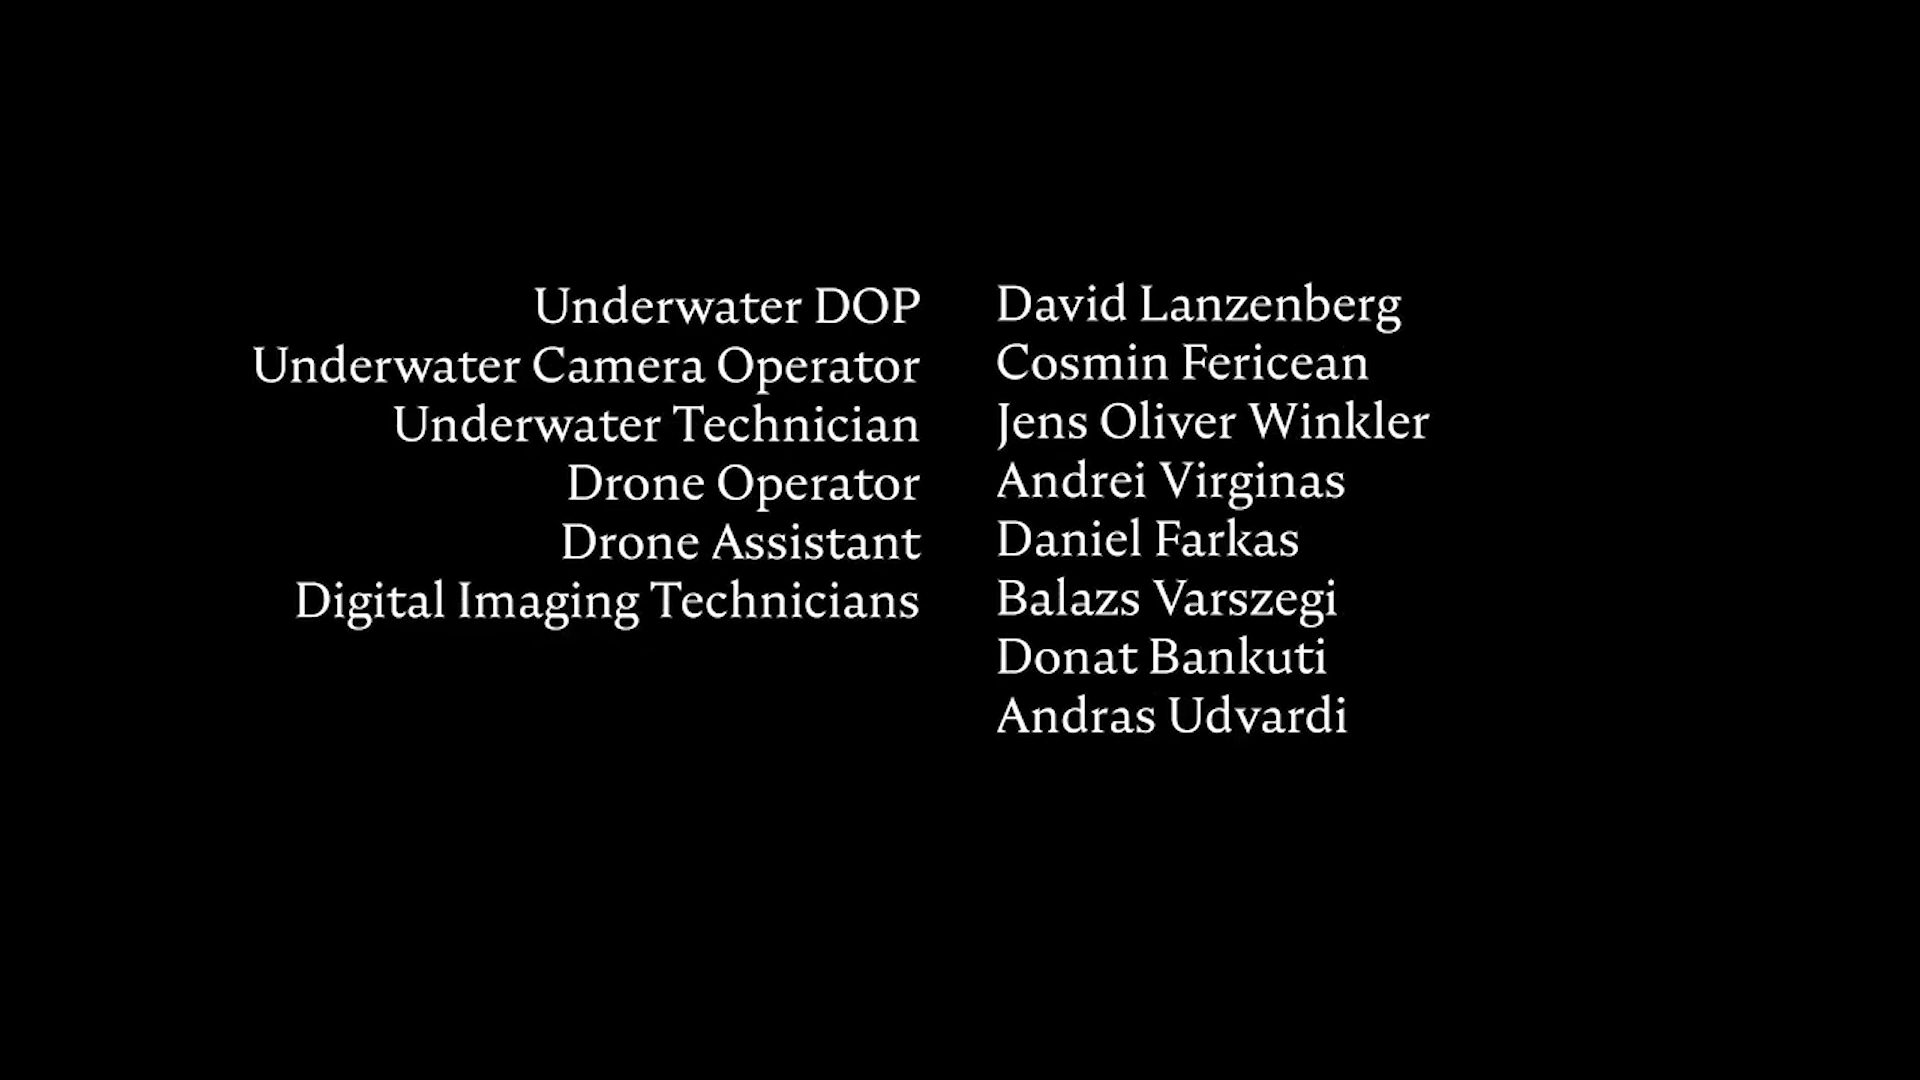 Underwater DOP David Lanzenberg
Underwater Camera Operator Cosmin Fericean
Underwater Technician Jens Oliver Winkler
Drone Operator Andrei Virginas
Drone Assistant Daniel Farkas
Digital Imaging Technicians Balazs Varszegi
Donat Bankuti
Andras Udvardi